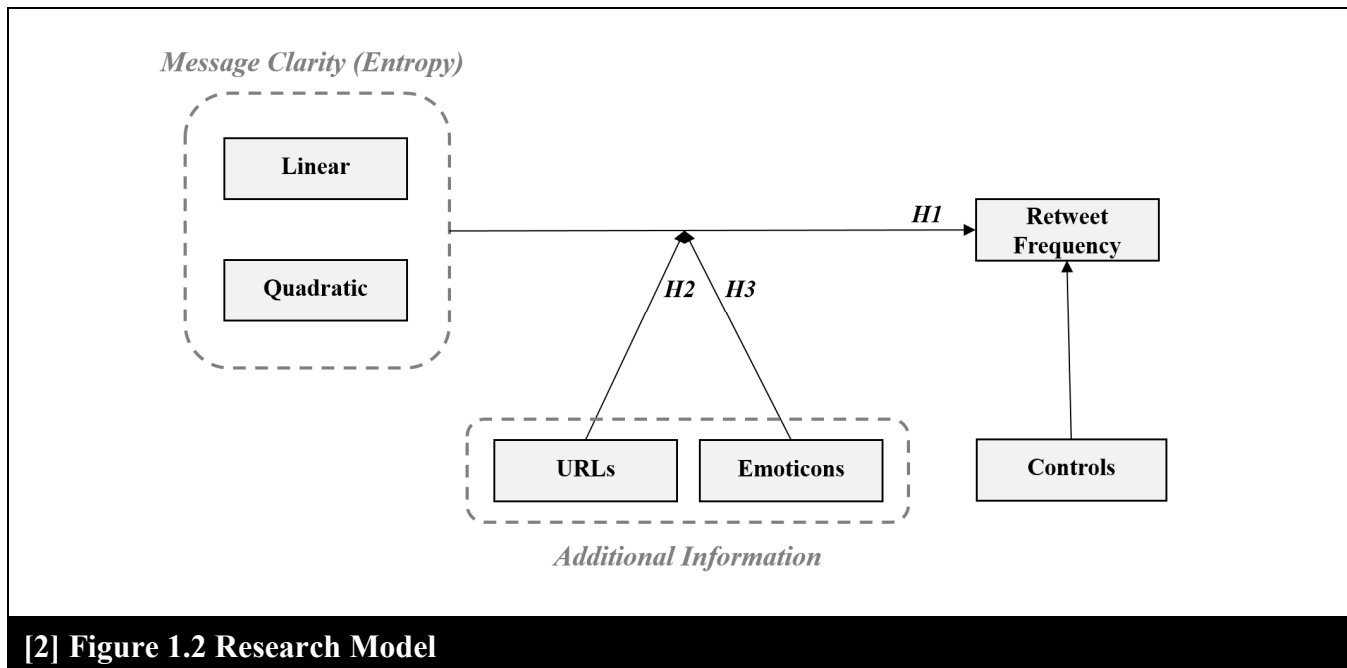 Message Clarity (Entropy)
Linear
Quadratic
H1
Retweet
Frequency
H2
H3
URLs
Emoticons
Controls
Additional Information
[2] Figure 1.2 Research Model